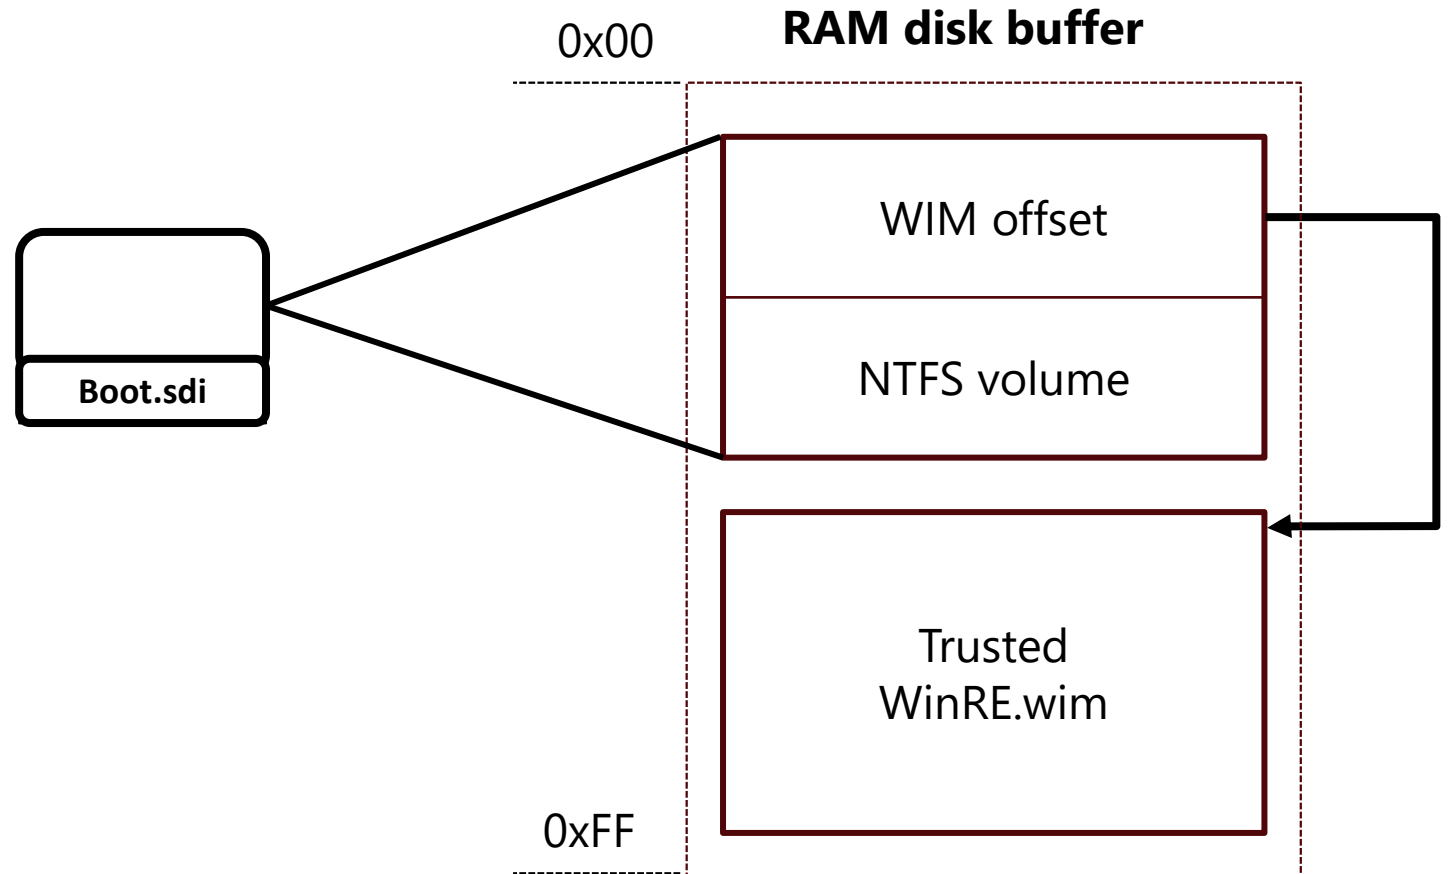 RAM disk buffer
0x00
WIM offset
NTFS volume
Boot.sdi
Trusted
WinRE.wim
0xFF